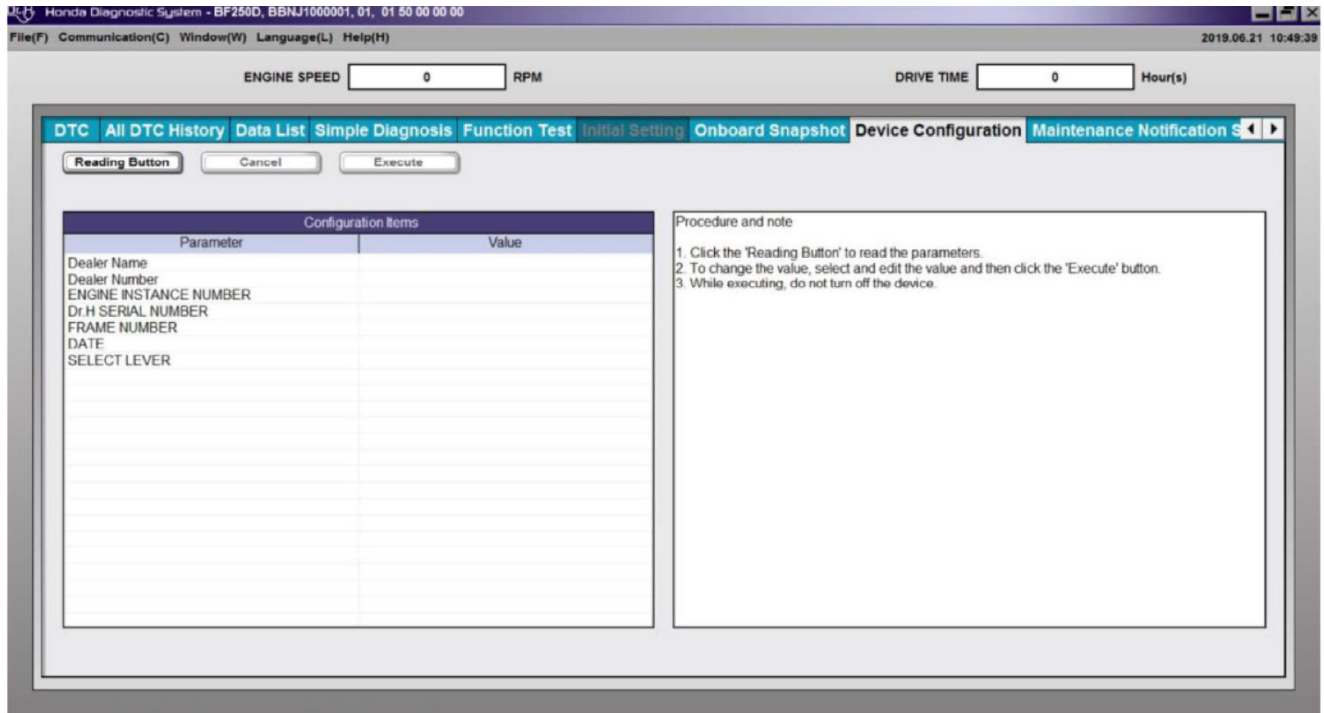 Honda Diagnostic System - BF250D, BBNJ1000001, 01, 01 50 00 00 00
File(F) Communication(C) Window(W) Language(L) Help(H) 2019.06.21 10:49:39
ENGINE SPEED 0 RPM DRIVE TIME 0 Hour(s)
DTC All DTC History Data List Simple Diagnosis Function Test Initial Setting Onboard Snapshot Device Configuration Maintenance Notification S
Reading Button Cancel Execute
Configuration Items
Parameter Value
Dealer Name
Dealer Number
ENGINE INSTANCE NUMBER
Dr.H SERIAL NUMBER
FRAME NUMBER
DATE
SELECT LEVER
Procedure and note
1. Click the 'Reading Button' to read the parameters.
2. To change the value, select and edit the value and then click the 'Execute' button.
3. While executing, do not turn off the device.